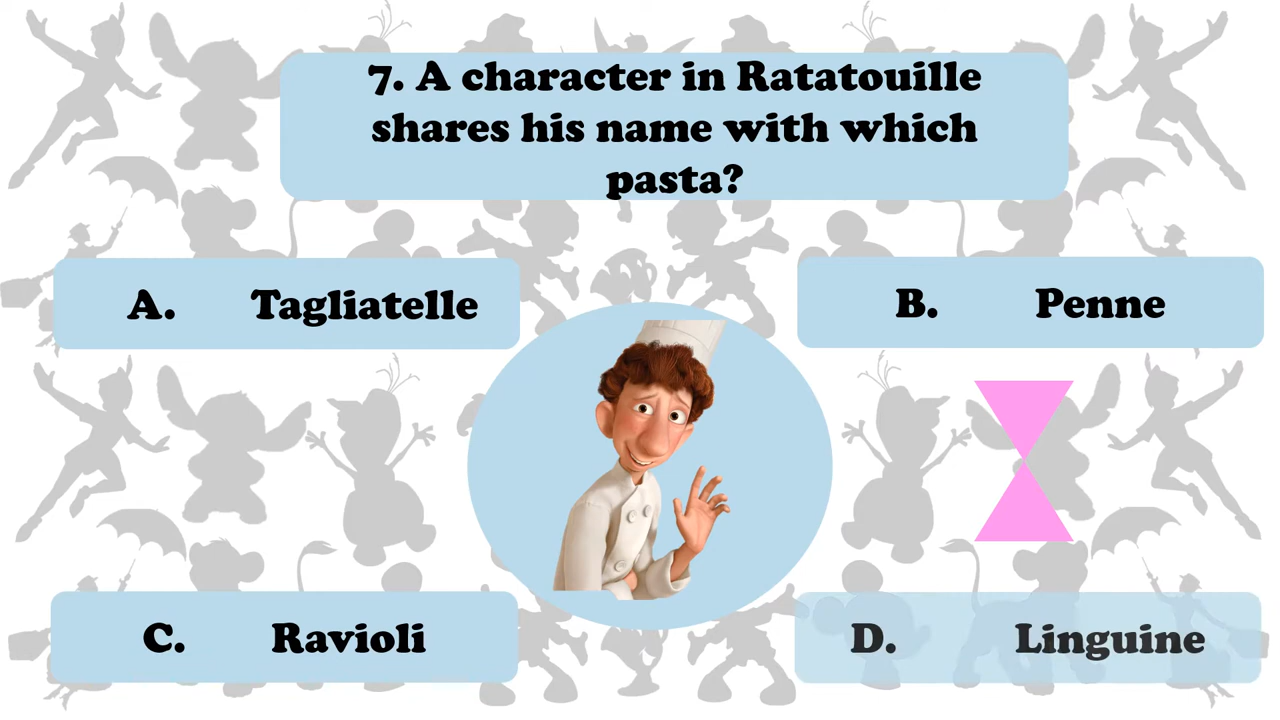 7. A character in Ratatouille
shares his name with which
pasta?
A. Tagliatelle
B. Penne
C. Ravioli
D. Linguine